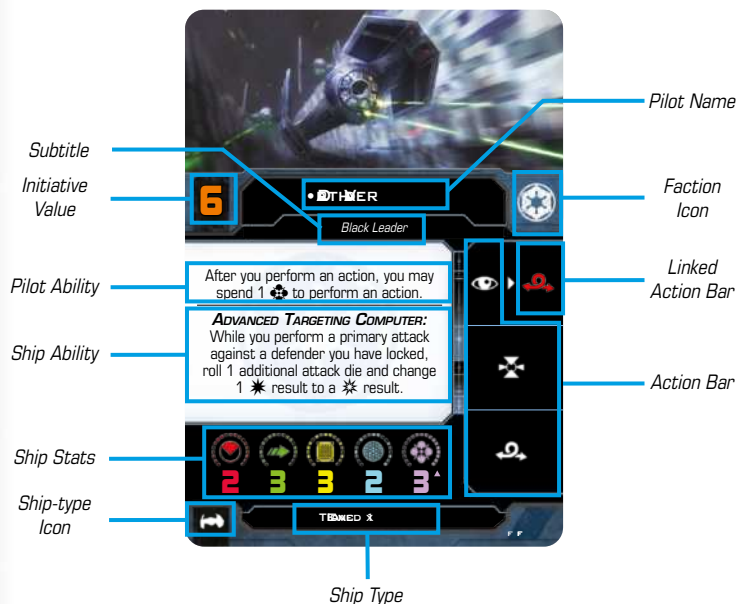 Pilot Name
Subtitle
Initiative
Value
6
Faction
Icon
Black Leader
Pilot Ability
After you perform an action, you may
spend 1 to perform an action.
Linked
Action Bar
Ship Ability
ADVANCED TARGETING COMPUTER:
While you perform a primary attack
against a defender you have locked,
roll 1 additional attack die and change
1 result to a result.
Action Bar
Ship Stats
2 3 3 2 3
Ship-type
Icon
Ship Type